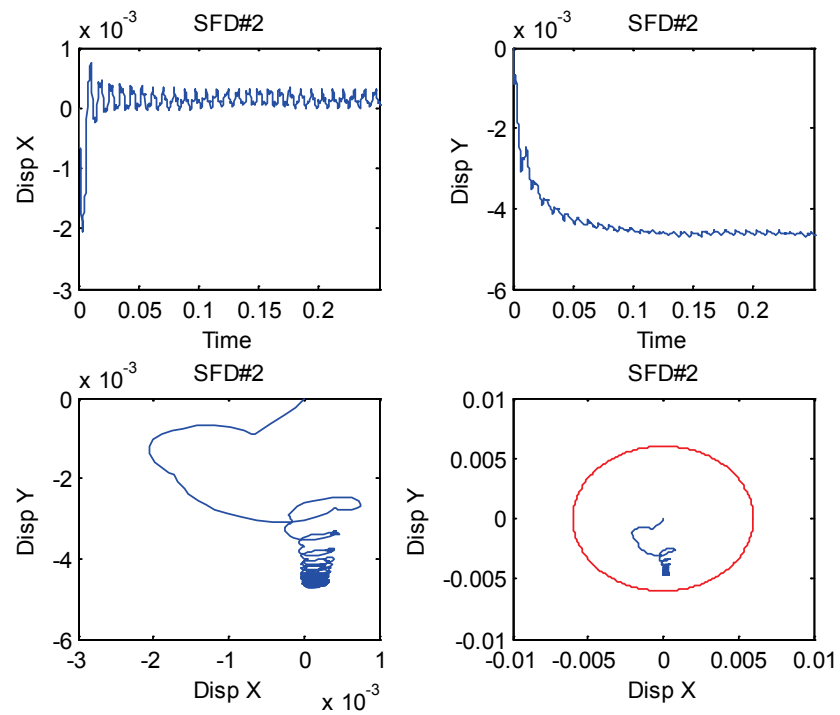 x 10⁻³
SFD#2
1
0
-1
-2
-3
Disp X
0 0.05 0.1 0.15 0.2
Time
x 10⁻³
SFD#2
0
-2
-4
-6
Disp Y
0 0.05 0.1 0.15 0.2
Time
x 10⁻³
SFD#2
0
-2
-4
-6
Disp Y
-3 -2 -1 0 1
Disp X
x 10⁻³
SFD#2
0.01
0.005
0
-0.005
-0.01
Disp Y
-0.01 -0.005 0 0.005 0.01
Disp X